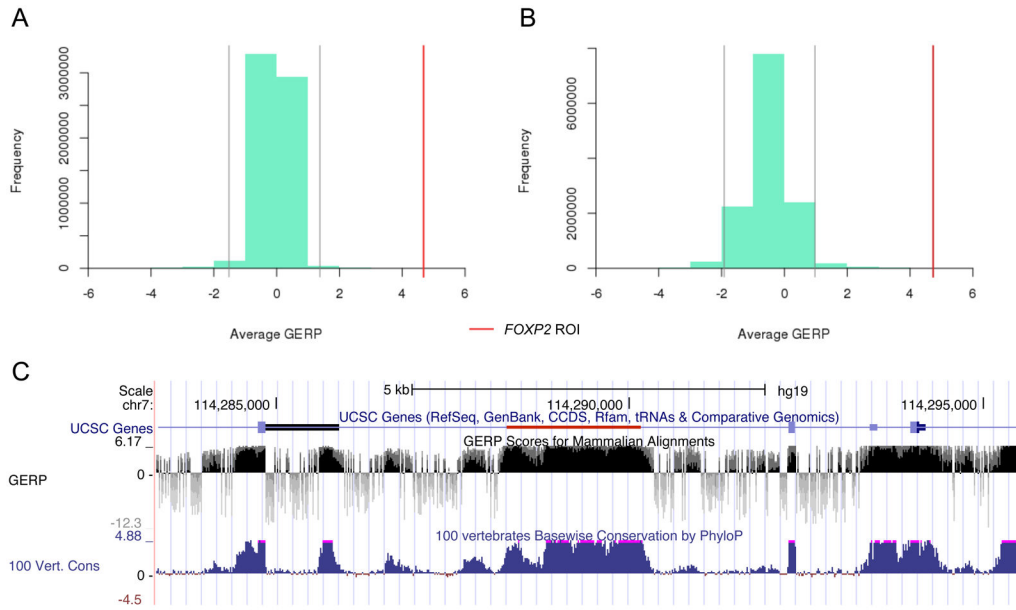 A
B
Frequency
0
1000000
2000000
3000000
-6
-4
-2
0
2
4
6
Average GERP
Frequency
0
2000000
6000000
-6
-4
-2
0
2
4
6
Average GERP
FOXP2 ROI
C
Scale
5 kb
hg19
chr7:
114,285,000
114,290,000
114,295,000
UCSC Genes (RefSeq, GenBank, CCDS, Rfam, tRNAs & Comparative Genomics)
UCSC Genes
GERP Scores for Mammalian Alignments
6.17 _
0 -
GERP
-12.3
4.88 _
100 vertebrates Basewise Conservation by PhyloP
100 Vert. Cons
0 -
-4.5